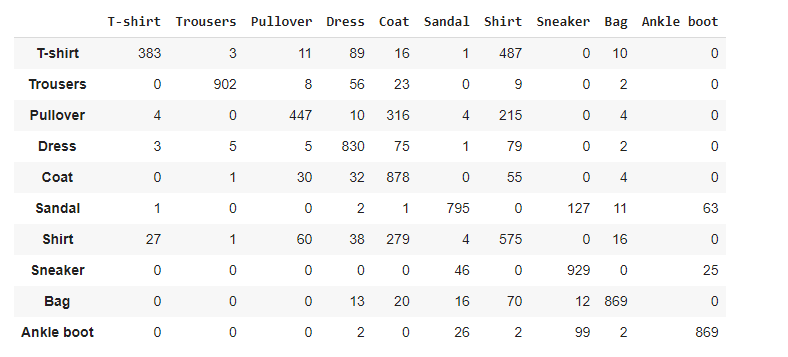 T-shirt Trousers Pullover Dress Coat Sandal Shirt Sneaker Bag Ankle boot
T-shirt 383 3 11 89 16 1 487 0 10 0
Trousers 0 902 8 56 23 0 9 0 2 0
Pullover 4 0 447 10 316 4 215 0 4 0
Dress 3 5 5 830 75 1 79 0 2 0
Coat 0 1 30 32 878 0 55 0 4 0
Sandal 1 0 0 2 1 795 0 127 11 63
Shirt 27 1 60 38 279 4 575 0 16 0
Sneaker 0 0 0 0 0 46 0 929 0 25
Bag 0 0 0 13 20 16 70 12 869 0
Ankle boot 0 0 0 2 0 26 2 99 2 869